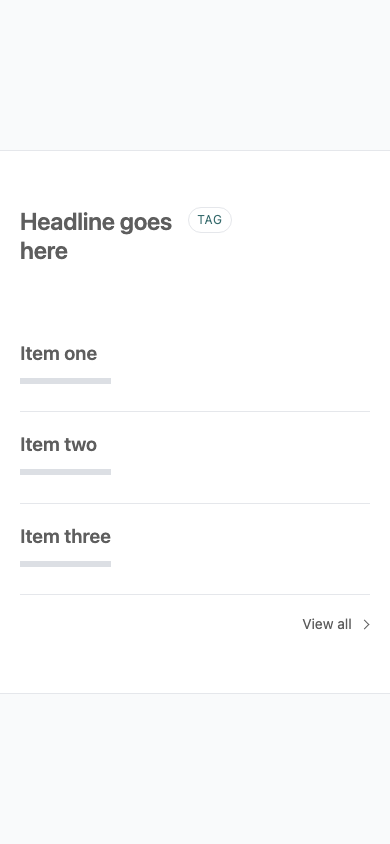 Headline goes
here
TAG
Item one
Item two
Item three
View all